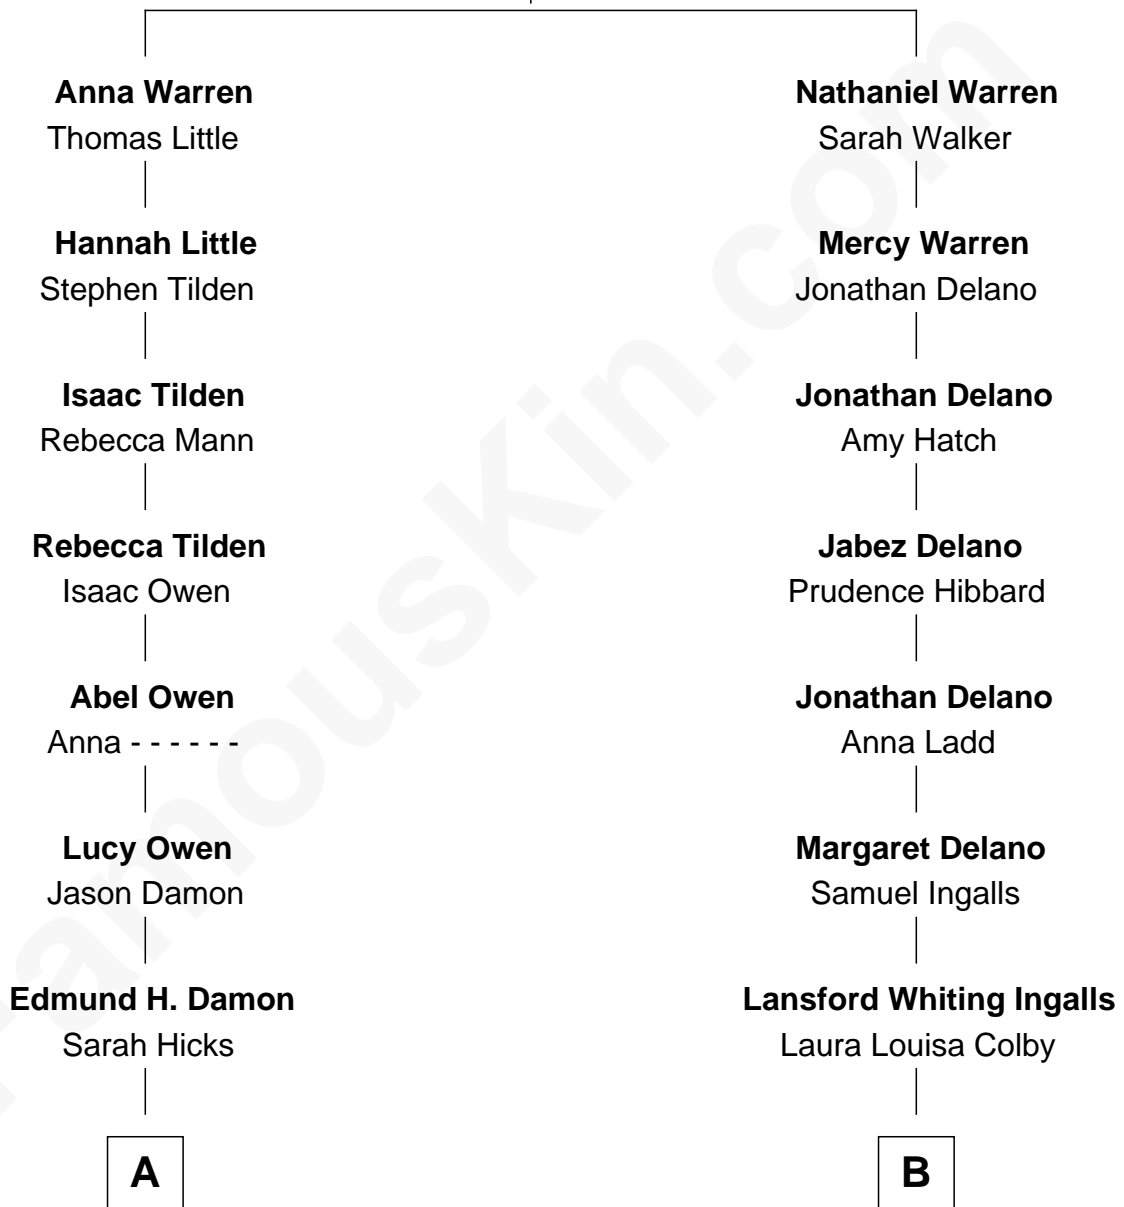 Anna Warren
Thomas Little
Nathaniel Warren
Sarah Walker
Hannah Little
Stephen Tilden
Mercy Warren
Jonathan Delano
Isaac Tilden
Rebecca Mann
Jonathan Delano
Amy Hatch
Rebecca Tilden
Isaac Owen
Jabez Delano
Prudence Hibbard
Abel Owen
Anna - - - - - -
Jonathan Delano
Anna Ladd
Lucy Owen
Jason Damon
Margaret Delano
Samuel Ingalls
Edmund H. Damon
Sarah Hicks
Lansford Whiting Ingalls
Laura Louisa Colby
A
B
FamousKin.com